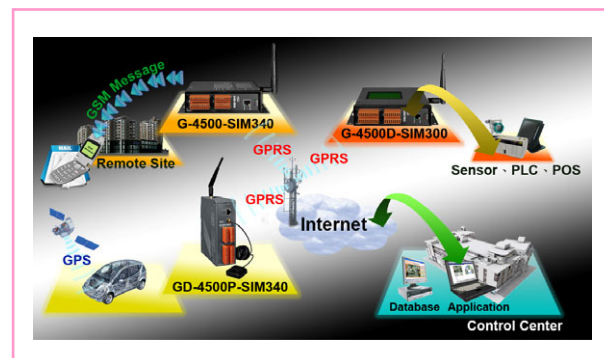 GSM Message
G-4500-SIM340
G-4500D-SIM300
MAIL
Remote Site
GPRS
GPRS
GPRS
Sensor、PLC、POS
Internet
GPS
GD-4500P-SIM340
Database
Application
Control Center